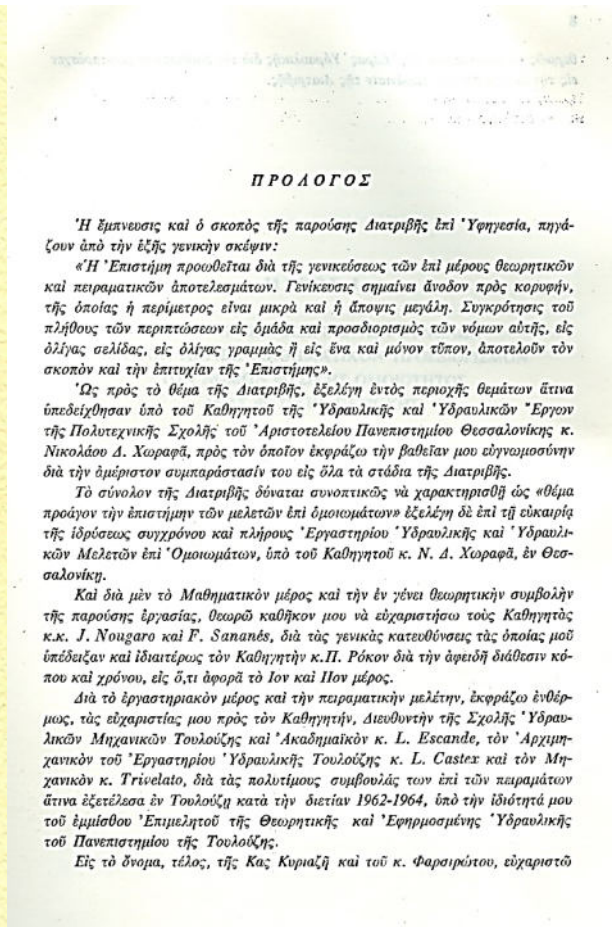 ΠΡΟΛΟΓΟΣ
Ἡ ἔμπνευσις καὶ ὁ σκοπὸς τῆς παρούσης Διατριβῆς ἐπὶ Ὑφηγεσία, πηγά-
ζουν ἀπὸ τὴν ἑξῆς γενικὴν σκέψιν:
«Ἡ Ἐπιστήμη προωθεῖται διὰ τῆς γενικεύσεως τῶν ἐπὶ μέρους θεωρητικῶν
καὶ πειραματικῶν ἀποτελεσμάτων. Γενίκευσις σημαίνει ἄνοδον πρὸς κορυφήν,
τῆς ὁποίας ἡ περίμετρος εἶναι μικρὰ καὶ ἡ ἄποψις μεγάλη. Συγκρότησις τοῦ
πλήθους τῶν περιπτώσεων εἰς ὁμάδα καὶ προσδιορισμὸς τῶν νόμων αὐτῆς, εἰς
ὀλίγας σελίδας, εἰς ὀλίγας γραμμὰς ἢ εἰς ἕνα καὶ μόνον τύπον, ἀποτελοῦν τὸν
σκοπὸν καὶ τὴν ἐπιτυχίαν τῆς Ἐπιστήμης».
Ὡς πρὸς τὸ θέμα τῆς Διατριβῆς, ἐξελέγη ἐντὸς περιοχῆς θεμάτων ἅτινα
ὑπεδείχθησαν ὑπὸ τοῦ Καθηγητοῦ τῆς Ὑδραυλικῆς καὶ Ὑδραυλικῶν Ἔργων
τῆς Πολυτεχνικῆς Σχολῆς τοῦ Ἀριστοτελείου Πανεπιστημίου Θεσσαλονίκης κ.
Νικολάου Δ. Χωραφᾶ, πρὸς τὸν ὁποῖον ἐκφράζω τὴν βαθεῖαν μου εὐγνωμοσύνην
διὰ τὴν ἀμέριστον συμπαράστασίν του εἰς ὅλα τὰ στάδια τῆς Διατριβῆς.
Τὸ σύνολον τῆς Διατριβῆς δύναται συνοπτικῶς νὰ χαρακτηρισθῇ ὡς «θέμα
προάγον τὴν ἐπιστήμην τῶν μελετῶν ἐπὶ ὁμοιωμάτων» ἐξελέγη δὲ ἐπὶ τῇ εὐκαιρίᾳ
τῆς ἱδρύσεως συγχρόνου καὶ πλήρους Ἐργαστηρίου Ὑδραυλικῆς καὶ Ὑδραυλι-
κῶν Μελετῶν ἐπὶ Ὁμοιωμάτων, ὑπὸ τοῦ Καθηγητοῦ κ. Ν. Δ. Χωραφᾶ, ἐν Θεσ-
σαλονίκῃ.
Καὶ διὰ μὲν τὸ Μαθηματικὸν μέρος καὶ τὴν ἐν γένει θεωρητικὴν συμβολὴν
τῆς παρούσης ἐργασίας, θεωρῶ καθῆκον μου νὰ εὐχαριστήσω τοὺς Καθηγητὰς
κ.κ. J. Nougaro καὶ F. Sananés, διὰ τὰς γενικὰς κατευθύνσεις τὰς ὁποίας μοῦ
ὑπέδειξαν καὶ ἰδιαιτέρως τὸν Καθηγητὴν κ.Π. Ρόκον διὰ τὴν ἀφειδῆ διάθεσιν κό-
που καὶ χρόνου, εἰς ὅ,τι ἀφορᾶ τὸ Ιον καὶ ΙΙον μέρος.
Διὰ τὸ ἐργαστηριακὸν μέρος καὶ τὴν πειραματικὴν μελέτην, ἐκφράζω ἐνθέρ-
μως, τὰς εὐχαριστίας μου πρὸς τὸν Καθηγητήν, Διευθυντὴν τῆς Σχολῆς Ὑδραυ-
λικῶν Μηχανικῶν Τουλούζης καὶ Ἀκαδημαϊκὸν κ. L. Escande, τὸν Ἀρχιμη-
χανικὸν τοῦ Ἐργαστηρίου Ὑδραυλικῆς Τουλούζης κ. L. Castex καὶ τὸν Μη-
χανικὸν κ. Trivelato, διὰ τὰς πολυτίμους συμβουλάς των ἐπὶ τῶν πειραμάτων
ἅτινα ἐξετέλεσα ἐν Τουλούζῃ κατὰ τὴν διετίαν 1962-1964, ὑπὸ τὴν ἰδιότητά μου
τοῦ ἐμμίσθου Ἐπιμελητοῦ τῆς Θεωρητικῆς καὶ Ἐφηρμοσμένης Ὑδραυλικῆς
τοῦ Πανεπιστημίου τῆς Τουλούζης.
Εἰς τὸ ὄνομα, τέλος, τῆς Κας Κυριαζῆ καὶ τοῦ κ. Φαρσιρώτου, εὐχαριστῶ